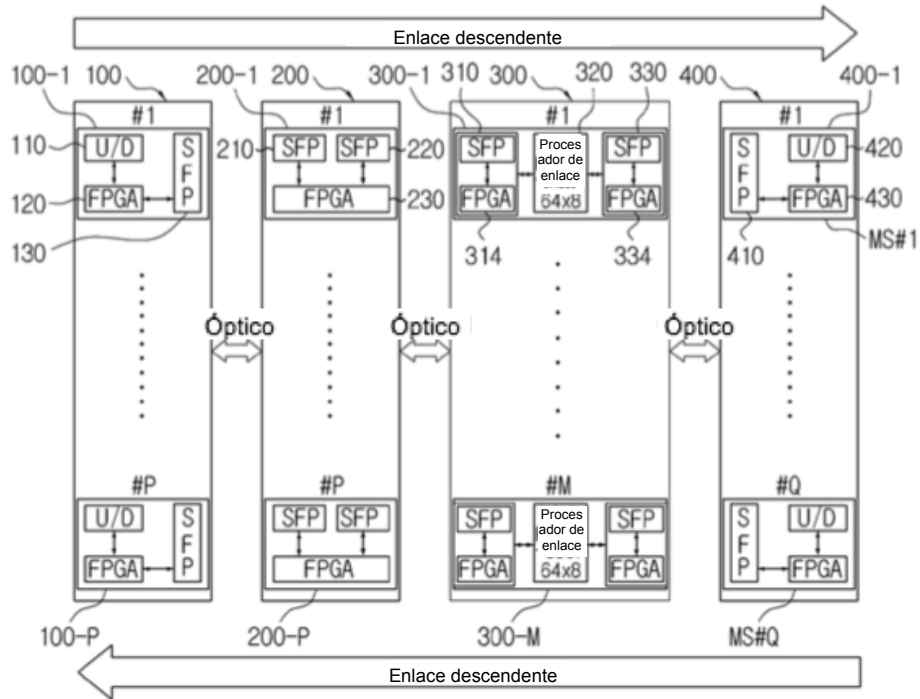 Enlace descendente
100-1 100 200-1 200 300-1 310 300 320 330 400 400-1
#1 #1 #1 #1
110 U/D S F P
210 SFP SFP 220
SFP Proces ador de enlace 64x8 SFP
S F P U/D 420
120 FPGA
FPGA 230
FPGA FPGA
FPGA 430
130 314 334 410 MS#1
Óptico Óptico Óptico
#P #P #M #Q
U/D S F P
SFP SFP
SFP Proces ador de enlace 64x8 SFP
S F P U/D
FPGA
FPGA
FPGA FPGA
FPGA
100-P 200-P 300-M MS#Q
Enlace descendente